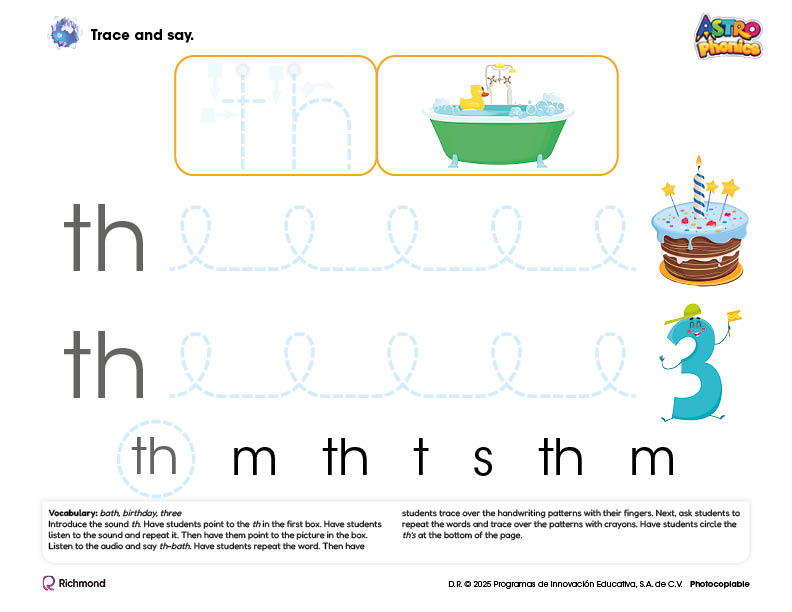 Trace and say.
ASTRO
Phonics
th
th
th
th m th t s th m
Vocabulary: bath, birthday, three
Introduce the sound th. Have students point to the th in the first box. Have students
listen to the sound and repeat it. Then have them point to the picture in the box.
Listen to the audio and say th-bath. Have students repeat the word. Then have
students trace over the handwriting patterns with their fingers. Next, ask students to
repeat the words and trace over the patterns with crayons. Have students circle the
th's at the bottom of the page.
Richmond
D.R. © 2025 Programas de Innovación Educativa, S.A. de C.V. Photocopiable